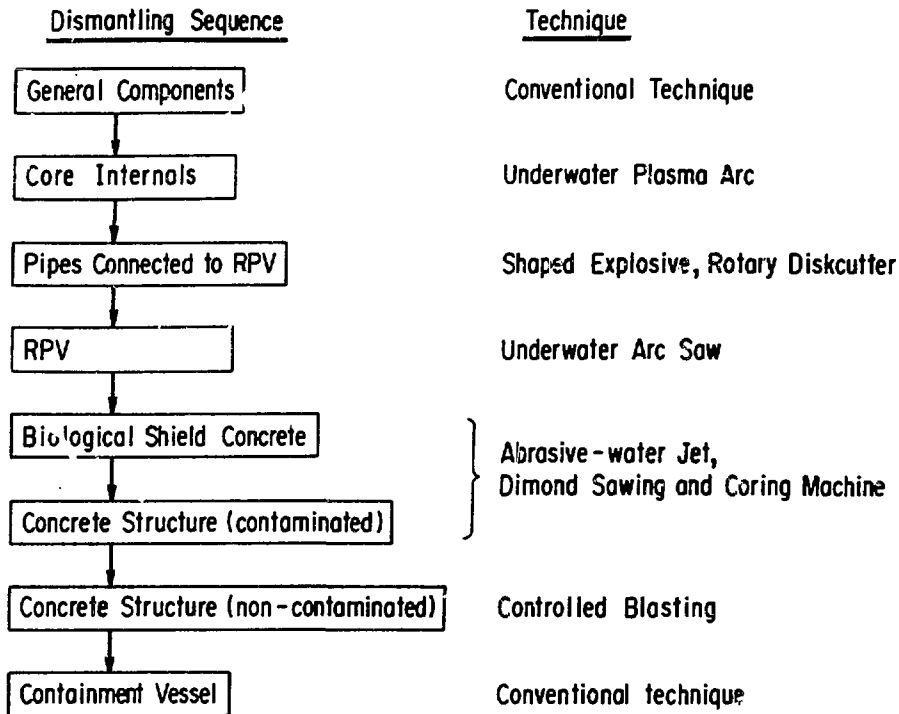 Dismantling Sequence Technique
General Components Conventional Technique
Core Internals Underwater Plasma Arc
Pipes Connected to RPV Shaped Explosive, Rotary Diskcutter
RPV Underwater Arc Saw
Biological Shield Concrete
Abrasive-water Jet,
Dimond Sawing and Coring Machine
Concrete Structure (contaminated)
Concrete Structure (non-contaminated) Controlled Blasting
Containment Vessel Conventional technique